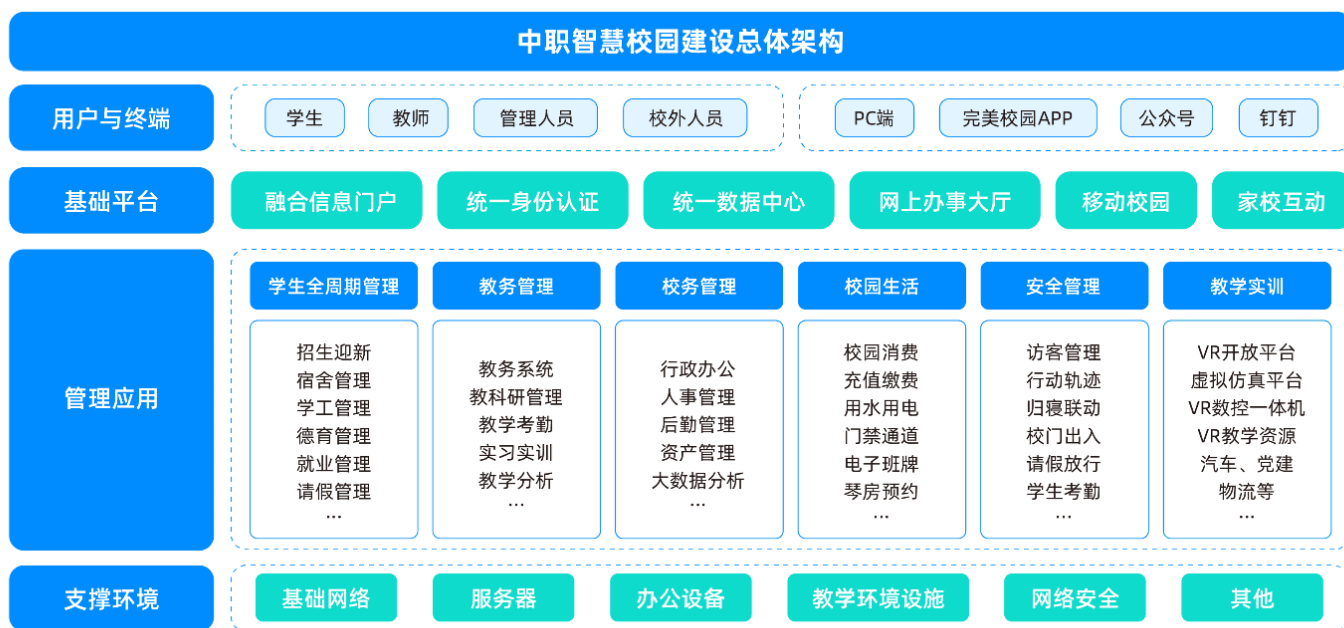 中职智慧校园建设总体架构
用户与终端
学生 教师 管理人员 校外人员 PC端 完美校园APP 公众号 钉钉
基础平台
融合信息门户 统一身份认证 统一数据中心 网上办事大厅 移动校园 家校互动
管理应用
学生全周期管理
招生迎新
宿舍管理
学工管理
德育管理
就业管理
请假管理
...
教务管理
教务系统
教科研管理
教学考勤
实习实训
教学分析
...
校务管理
行政办公
人事管理
后勤管理
资产管理
大数据分析
...
校园生活
校园消费
充值缴费
用水用电
门禁通道
电子班牌
琴房预约
...
安全管理
访客管理
行动轨迹
归寝联动
校门出入
请假放行
学生考勤
...
教学实训
VR开放平台
虚拟仿真平台
VR数控一体机
VR教学资源
汽车、党建
物流等
...
支撑环境
基础网络 服务器 办公设备 教学环境设施 网络安全 其他